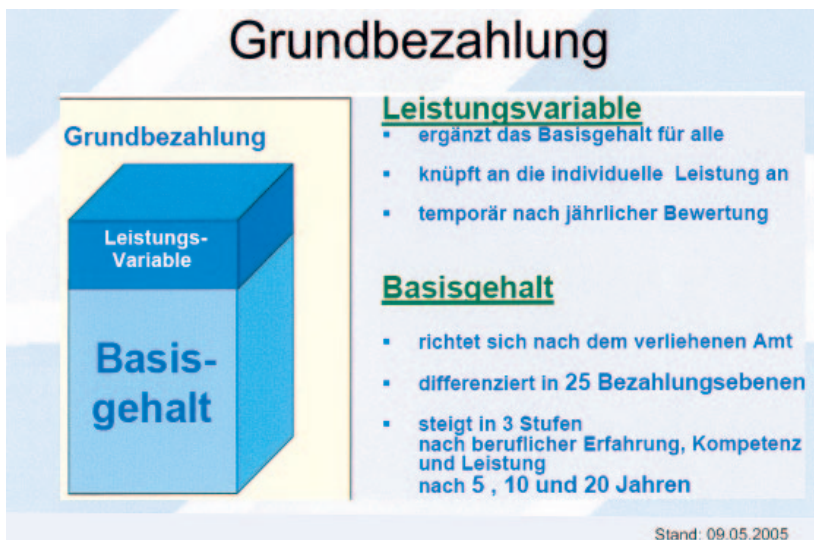 Grundbezahlung
Grundbezahlung
Leistungs-
Variable
Basis-
gehalt
Leistungsvariable
▪ ergänzt das Basisgehalt für alle
▪ knüpft an die individuelle Leistung an
▪ temporär nach jährlicher Bewertung
Basisgehalt
▪ richtet sich nach dem verliehenen Amt
▪ differenziert in 25 Bezahlungsebenen
▪ steigt in 3 Stufen
nach beruflicher Erfahrung, Kompetenz
und Leistung
nach 5 , 10 und 20 Jahren
Stand: 09.05.2005